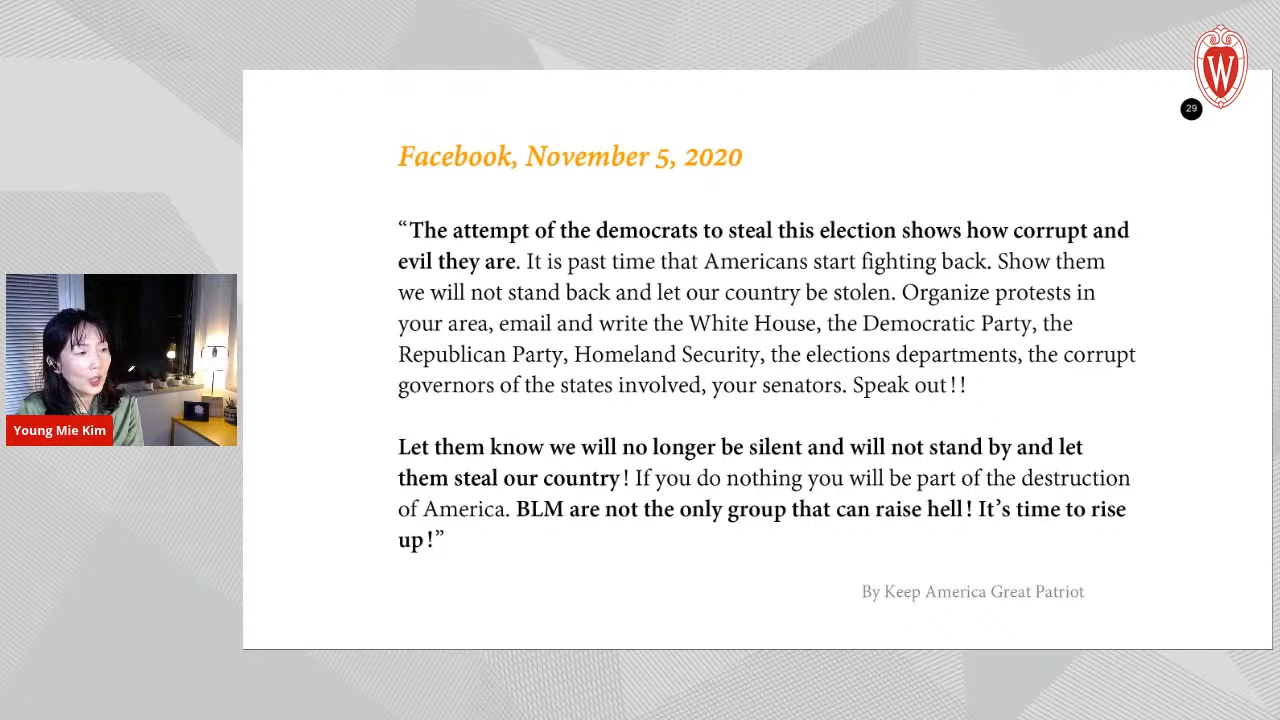 W
29
Facebook, November 5, 2020
“The attempt of the democrats to steal this election shows how corrupt and
evil they are. It is past time that Americans start fighting back. Show them
we will not stand back and let our country be stolen. Organize protests in
your area, email and write the White House, the Democratic Party, the
Republican Party, Homeland Security, the elections departments, the corrupt
governors of the states involved, your senators. Speak out!!
Let them know we will no longer be silent and will not stand by and let
them steal our country! If you do nothing you will be part of the destruction
of America. BLM are not the only group that can raise hell! It’s time to rise
up!”
By Keep America Great Patriot
Young Mie Kim